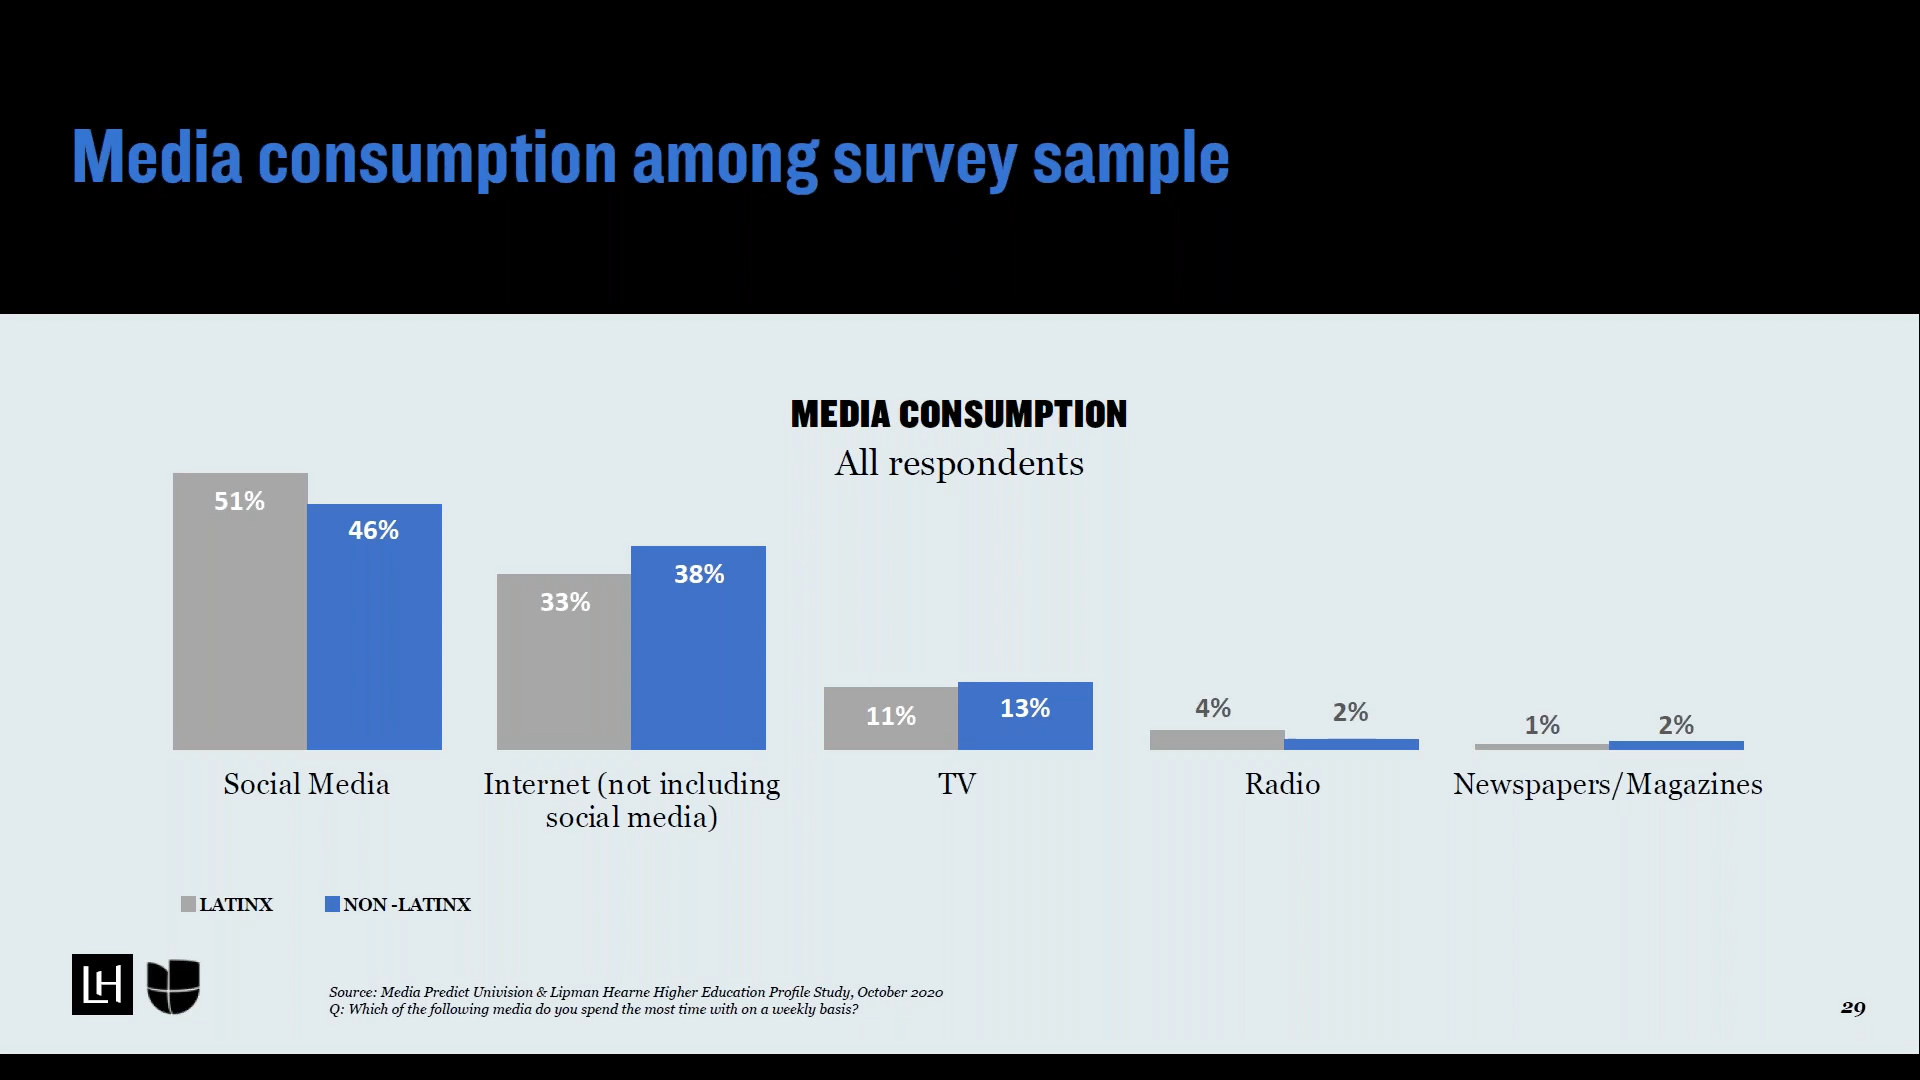 Media consumption among survey sample
MEDIA CONSUMPTION
All respondents
51%
46%
33%
38%
11%
13%
4%
2%
1%
2%
Social Media
Internet (not including
social media)
TV
Radio
Newspapers/Magazines
LATINX
NON -LATINX
LH
Source: Media Predict Univision & Lipman Hearne Higher Education Profile Study, October 2020
Q: Which of the following media do you spend the most time with on a weekly basis?
29